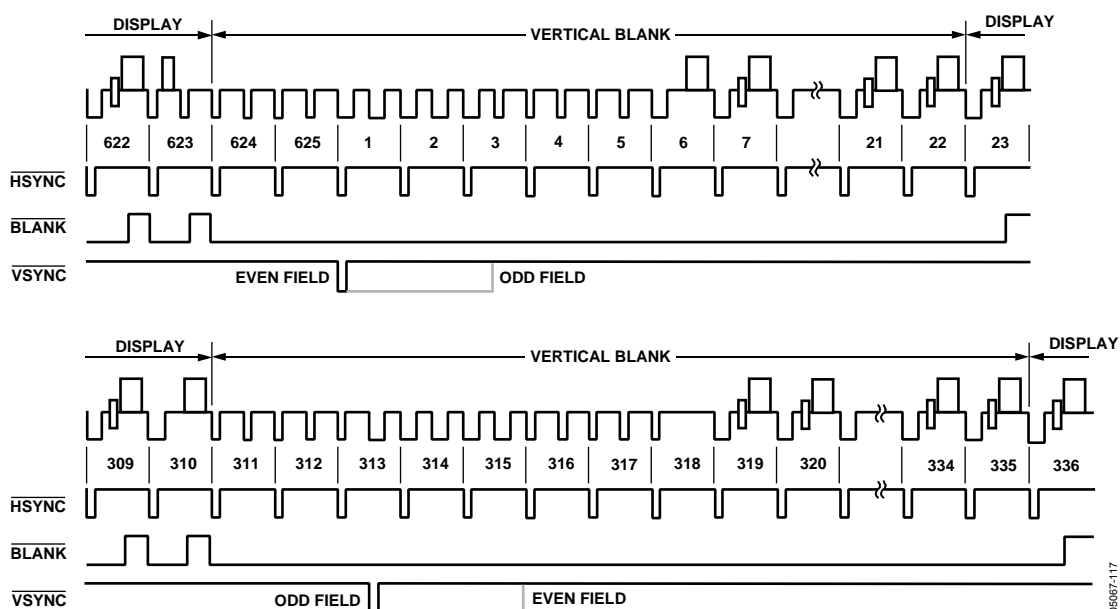 DISPLAY VERTICAL BLANK DISPLAY
622 623 624 625 1 2 3 4 5 6 7 21 22 23
HSYNC
BLANK
VSYNC EVEN FIELD ODD FIELD
DISPLAY VERTICAL BLANK DISPLAY
309 310 311 312 313 314 315 316 317 318 319 320 334 335 336
HSYNC
BLANK
VSYNC ODD FIELD EVEN FIELD
05067-117